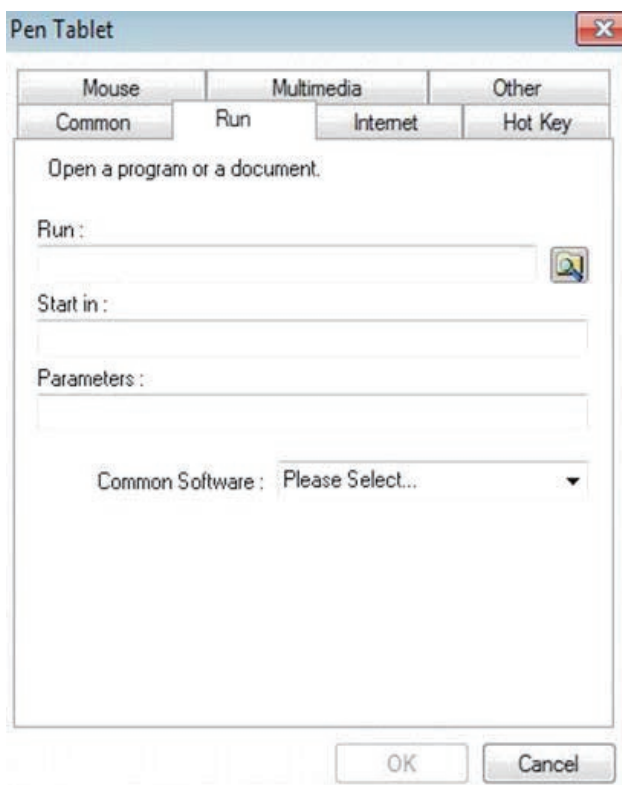 Pen Tablet
Mouse Multimedia Other
Common Run Internet Hot Key
Open a program or a document.
Run :
Start in :
Parameters :
Common Software : Please Select...
OK Cancel